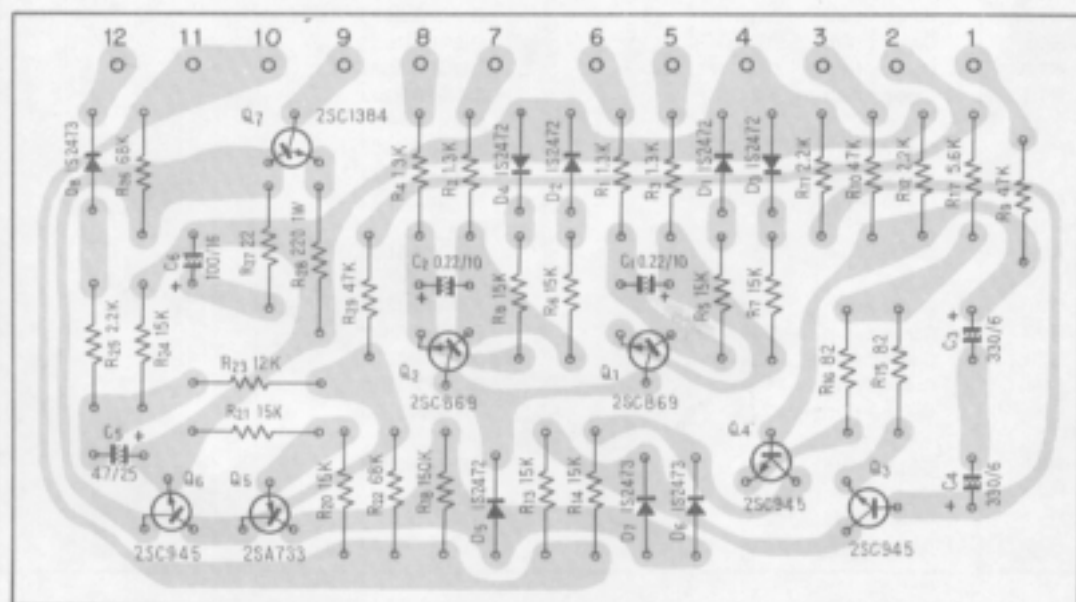 12 11 10 9 8 7 6 5 4 3 2 1
Q7 2SC1384
D8 1S2473
R26 68K
R4 1.3K
R2 1.3K
D4 1S2472
D2 1S2472
R1 1.3K
R3 1.3K
D1 1S2472
D3 1S2472
R11 2.2K
R10 47K
R12 2.2K
R17 5.6K
R9 47K
C6 100/16
+
R27 22
R28 220 1W
R29 47K
C2 0.22/10
+
R8 15K
R6 15K
C1 0.22/10
+
R5 15K
R7 15K
R25 2.2K
R24 15K
R23 12K
R21 15K
Q2
2SC869
Q1
2SC869
R16 82
R15 82
C3 +
330/6
C5 +
47/25
Q6
2SC945
Q5
2SA733
R20 15K
R22 68K
R18 150K
D5 1S2472
R13 15K
R14 15K
D7 1S2473
D6 1S2473
Q4
2SC945
Q3
2SC945
+ C4
330/6